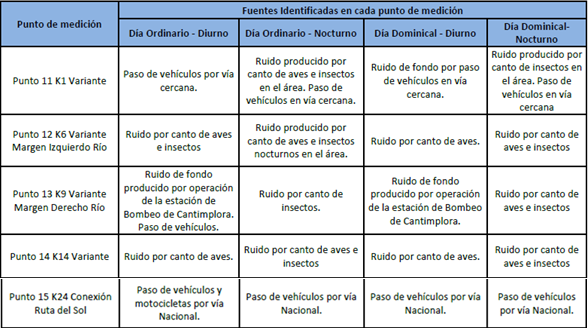 Punto de medición
Fuentes Identificadas en cada punto de medición
Día Ordinario - Diurno
Día Ordinario - Nocturno
Día Dominical - Diurno
Día Dominical-
Nocturno
Punto 11 K1 Variante
Paso de vehículos por vía
cercana.
Ruido producido por
canto de aves e insectos
en el área. Paso de
vehículos en vía cercana.
Ruido de fondo por paso
de vehículos en vía
cercana.
Ruido producido por
canto de insectos en
el área. Paso de
vehículos en vía
cercana
Punto 12 K6 Variante
Margen Izquierdo Río
Ruido por canto de aves
e insectos
Ruido producido por
canto de aves e insectos
nocturnos en el área.
Ruido por canto de aves.
Ruido por canto de
aves e insectos
Punto 13 K9 Variante
Margen Derecho Río
Ruido de fondo
producido por operación
de la estación de
Bombeo de Cantimplora.
Paso de vehículos.
Ruido por canto de
insectos.
Ruido de fondo
producido por operación
de la estación de Bombeo
de Cantimplora.
Ruido por canto de
aves e insectos
Punto 14 K14 Variante
Ruido por canto de aves.
Ruido por canto de aves e
insectos
Ruido por canto de aves.
Ruido por canto de
aves e insectos
Punto 15 K24 Conexión
Ruta del Sol
Paso de vehículos y
motocicletas por vía
Nacional.
Paso de vehículos por vía
Nacional.
Paso de vehículos por vía
Nacional.
Paso de vehículos
por vía Nacional.